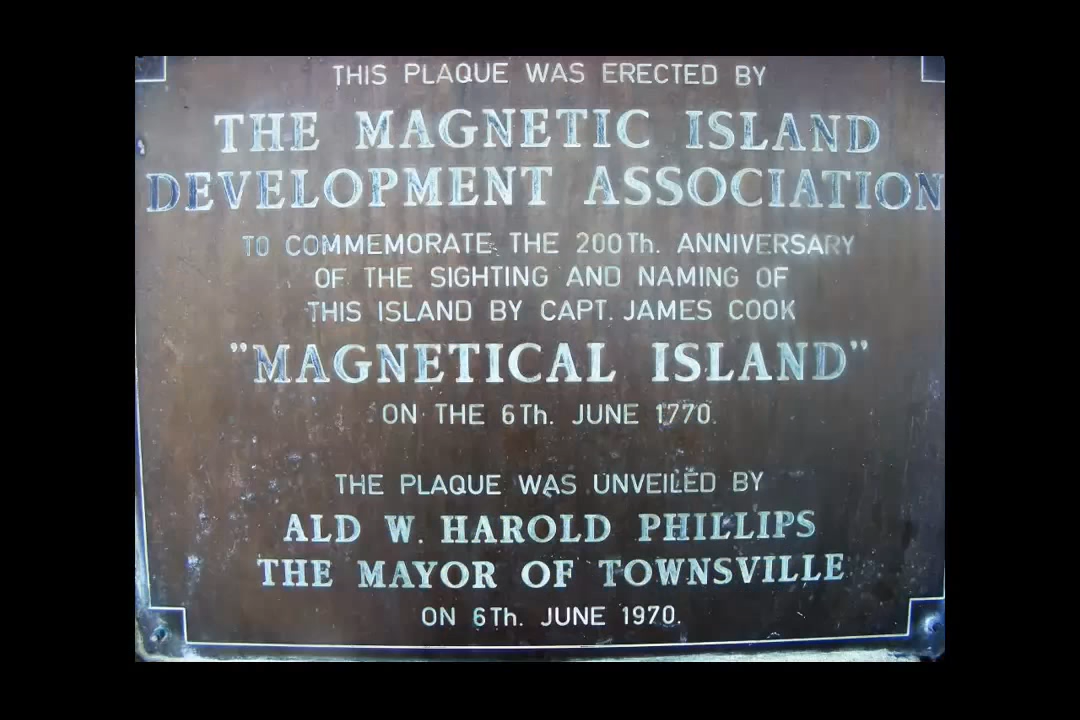 THIS PLAQUE WAS ERECTED BY
THE MAGNETIC ISLAND
DEVELOPMENT ASSOCIATION
TO COMMEMORATE THE 200Th. ANNIVERSARY
OF THE SIGHTING AND NAMING OF
THIS ISLAND BY CAPT. JAMES COOK
"MAGNETICAL ISLAND"
ON THE 6Th. JUNE 1770.
THE PLAQUE WAS UNVEILED BY
ALD W. HAROLD PHILLIPS
THE MAYOR OF TOWNSVILLE
ON 6Th. JUNE 1970.